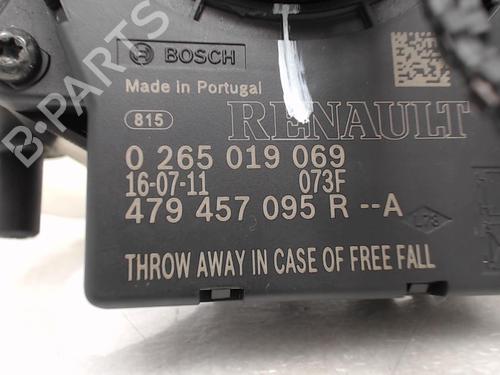 BOSCH
Made in Portugal
815
RENAULT
0 265 019 069
16-07-11 073F
479 457 095 R --A
THROW AWAY IN CASE OF FREE FALL
B-PARTS